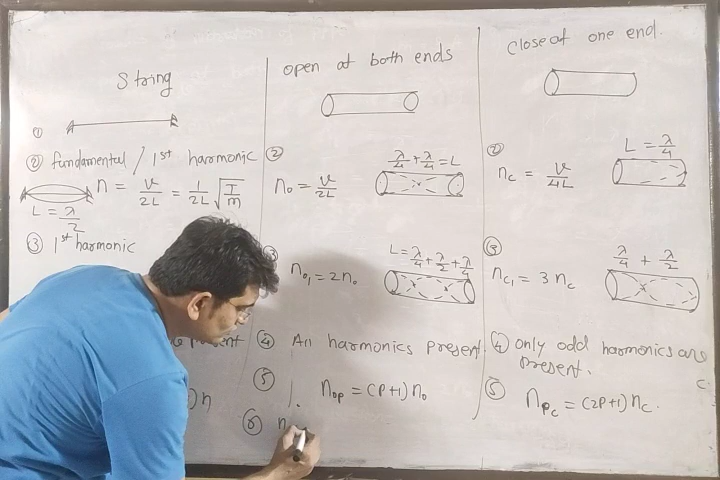 String
①
② fundamental / 1st harmonic
n = v/2L = 1/2L √T/m
L = λ/2
③ 1st harmonic
present
)n
open at both ends
②
λ/4 + λ/4 = L
n₀ = v/2L
L = λ/4 + λ/2 + λ/4
n₀₁ = 2n₀
④ All harmonics present.
⑤
n₀p = (P+1)n₀
⑥ n
Close at one end.
②
L = λ/4
n_c = v/4L
③
λ/4 + λ/2
n_c₁ = 3n_c
④ only odd harmonics are
present.
⑤
n_pc = (2P+1)n_c.